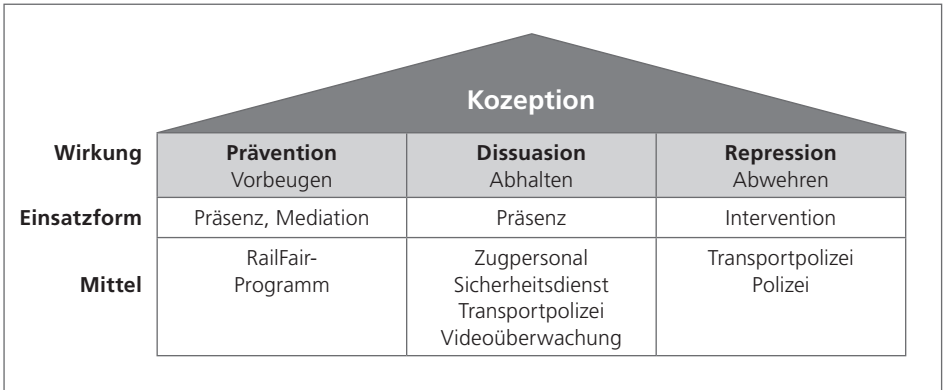 Kozeption
Wirkung
Prävention
Vorbeugen
Dissuasion
Abhalten
Repression
Abwehren
Einsatzform
Präsenz, Mediation
Präsenz
Intervention
Mittel
RailFair-
Programm
Zugpersonal
Sicherheitsdienst
Transportpolizei
Videoüberwachung
Transportpolizei
Polizei